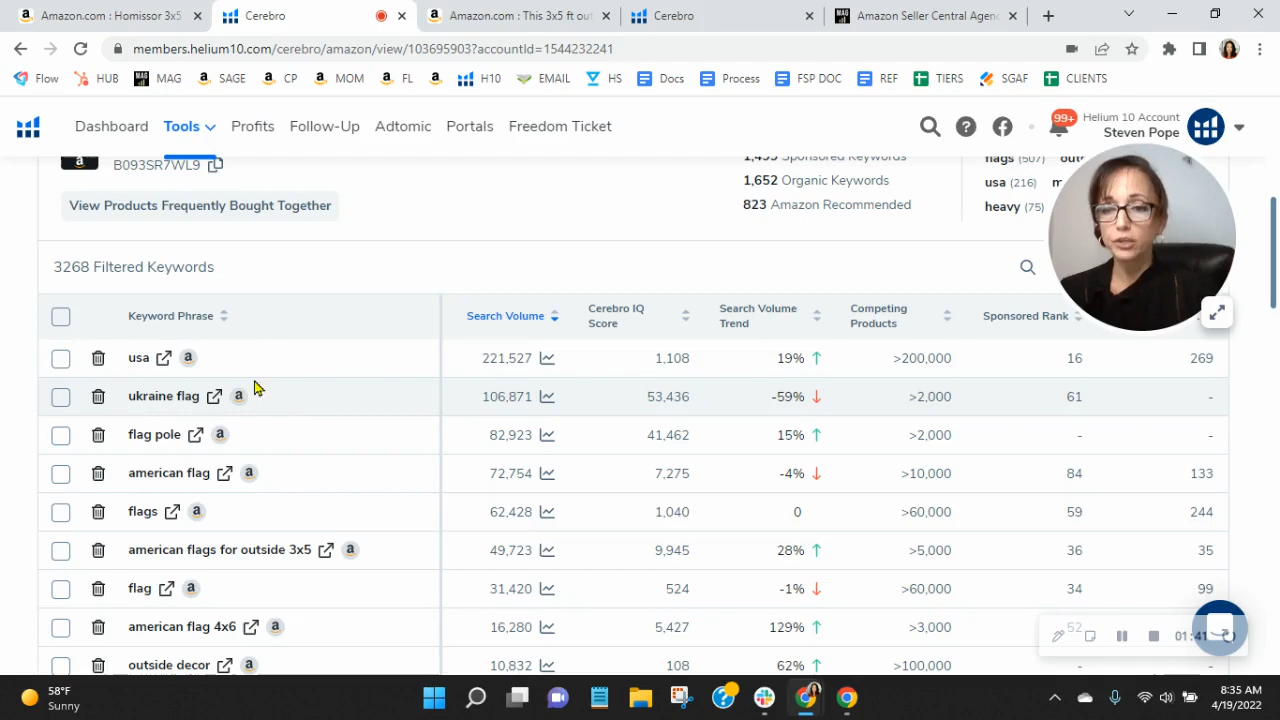 Amazon.com : Homissor 3x5
Cerebro
Amazon.com : This 3x5 ft out
Cerebro
Amazon Seller Central Agen
members.helium10.com/cerebro/amazon/view/103695903?accountId=1544232241
Flow HUB MAG SAGE CP MOM FL H10 EMAIL HS Docs Process FSP DOC REF TIERS SGAF CLIENTS
Dashboard Tools Profits Follow-Up Adtomic Portals Freedom Ticket
99+
Helium 10 Account
Steven Pope
B093SR7WL9
View Products Frequently Bought Together
1,495 Sponsored Keywords
1,652 Organic Keywords
823 Amazon Recommended
flags (507)
usa (216)
heavy (75)
3268 Filtered Keywords
Keyword Phrase Search Volume Cerebro IQ Score Search Volume Trend Competing Products Sponsored Rank
usa 221,527 1,108 19% >200,000 16 269
ukraine flag 106,871 53,436 -59% >2,000 61 -
flag pole 82,923 41,462 15% >2,000 - -
american flag 72,754 7,275 -4% >10,000 84 133
flags 62,428 1,040 0 >60,000 59 244
american flags for outside 3x5 49,723 9,945 28% >5,000 36 35
flag 31,420 524 -1% >60,000 34 99
american flag 4x6 16,280 5,427 129% >3,000 52
outside decor 10,832 108 62% >100,000 - -
01:41
58°F
Sunny
8:35 AM
4/19/2022